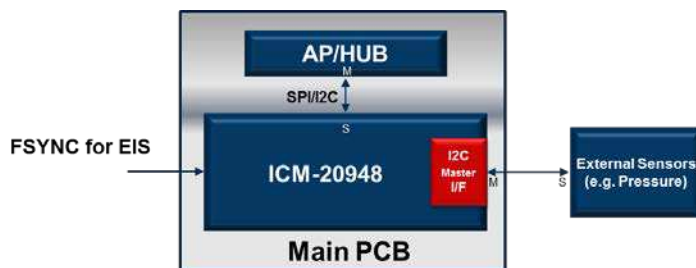 AP/HUB
M
SPI/I2C
S
FSYNC for EIS
ICM-20948
I2C
Master
I/F
M
S
External Sensors
(e.g. Pressure)
Main PCB